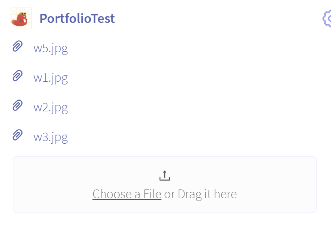 PortfolioTest
w5.jpg
w1.jpg
w2.jpg
w3.jpg
Choose a File or Drag it here